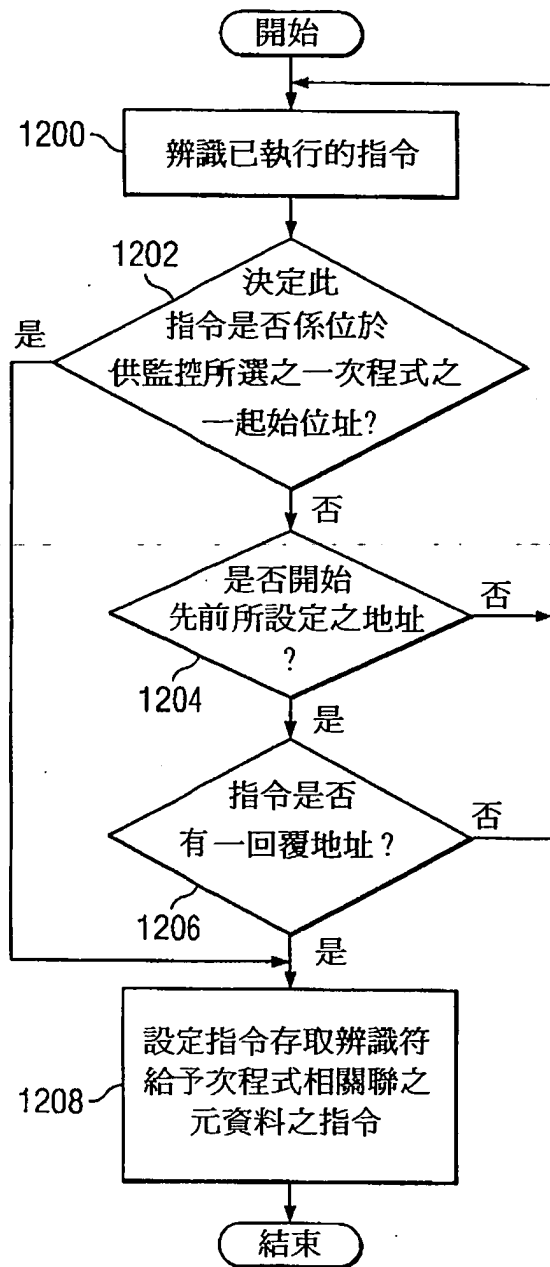 開始
1200
辨識已執行的指令
1202
決定此
指令是否係位於
供監控所選之一次程式之
一起始位址?
是
否
是否開始
先前所設定之地址
?
否
1204
是
指令是否
有一回覆地址?
否
1206
是
設定指令存取辨識符
給予次程式相關聯之
元資料之指令
1208
結束